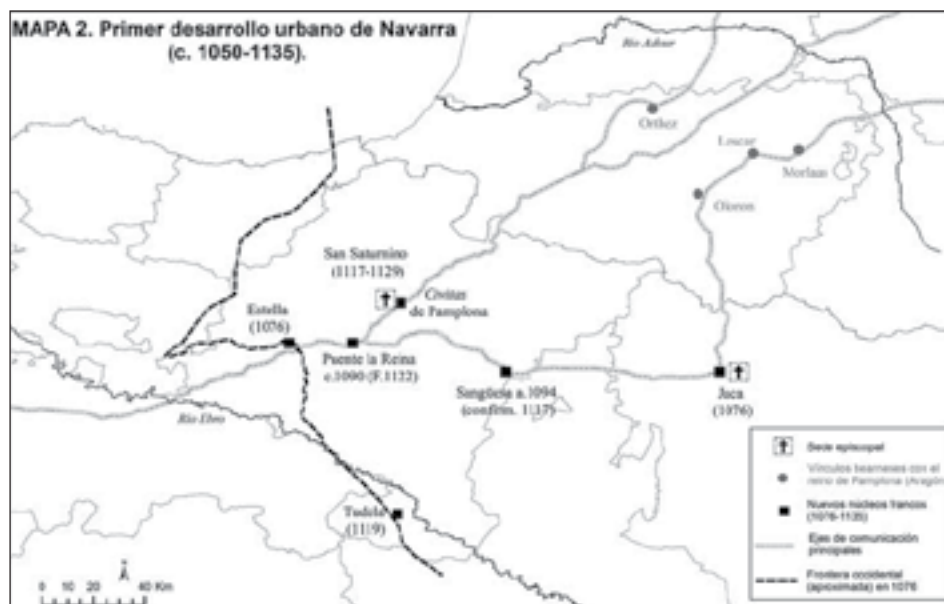 MAPA 2. Primer desarrollo urbano de Navarra
(c. 1050-1135).
Río Adour
Orthez
Lescar
Morlaas
Oloron
San Saturnino
(1117-1129)
Civitas
de Pamplona
Estella
(1076)
Puente la Reina
c.1090 (F.1122)
Sangüesa a.1094
(confirm. 1117)
Jaca
(1076)
Río Ebro
Tudela
(1119)
0 10 20 40 Km
Sede episcopal
Vínculos bearneses con el
reino de Pamplona (Aragón)
Nuevos núcleos francos
(1076-1135)
Ejes de comunicación
principales
Frontera occidental
(aproximada) en 1076